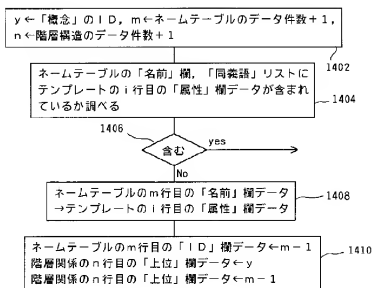 y←「概念」のＩＤ，ｍ←ネームテーブルのデータ件数＋１，
ｎ←階層構造のデータ件数＋１
1402
ネームテーブルの「名前」欄，「同義語」リストに
テンプレートのｉ行目の「属性」欄データが含まれ
ているか調べる
1404
1406
含む
yes
No
ネームテーブルのｍ行目の「名前」欄データ
→テンプレートのｉ行目の「属性」欄データ
1408
ネームテーブルのｍ行目の「ＩＤ」欄データ←ｍ－１
階層関係のｎ行目の「上位」欄データ←ｙ
階層関係のｎ行目の「上位」欄データ←ｍ－１
1410